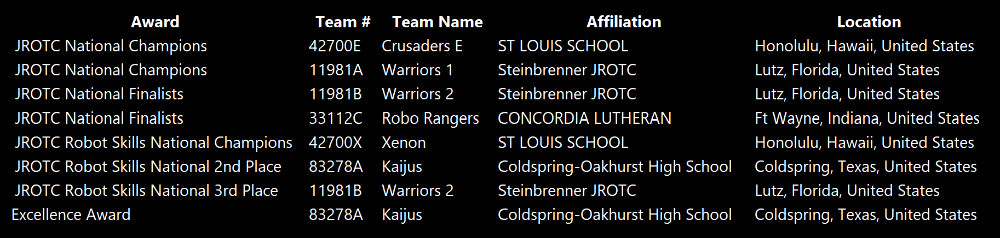 Award Team # Team Name Affiliation Location
JROTC National Champions 42700E Crusaders E ST LOUIS SCHOOL Honolulu, Hawaii, United States
JROTC National Champions 11981A Warriors 1 Steinbrenner JROTC Lutz, Florida, United States
JROTC National Finalists 11981B Warriors 2 Steinbrenner JROTC Lutz, Florida, United States
JROTC National Finalists 33112C Robo Rangers CONCORDIA LUTHERAN Ft Wayne, Indiana, United States
JROTC Robot Skills National Champions 42700X Xenon ST LOUIS SCHOOL Honolulu, Hawaii, United States
JROTC Robot Skills National 2nd Place 83278A Kaijus Coldspring-Oakhurst High School Coldspring, Texas, United States
JROTC Robot Skills National 3rd Place 11981B Warriors 2 Steinbrenner JROTC Lutz, Florida, United States
Excellence Award 83278A Kaijus Coldspring-Oakhurst High School Coldspring, Texas, United States